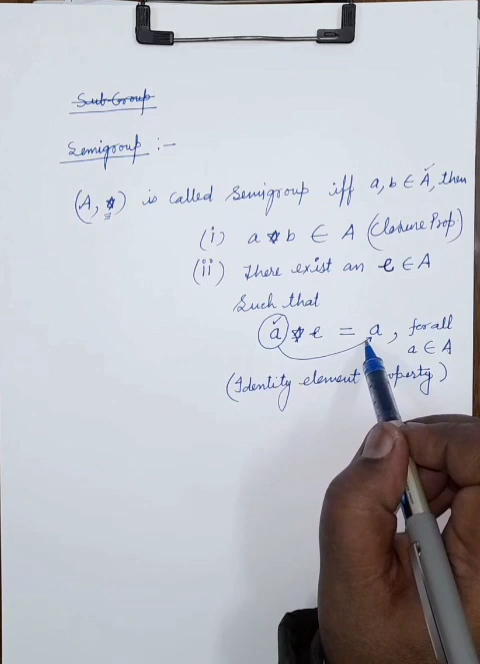 Sub-Group
Semigroup :-
(A, *) is called Semigroup iff a, b ∈ A, then
(i) a * b ∈ A (Closure Prop)
(ii) There exist an e ∈ A
Such that
a * e = a, for all
a ∈ A
(Identity element Property)